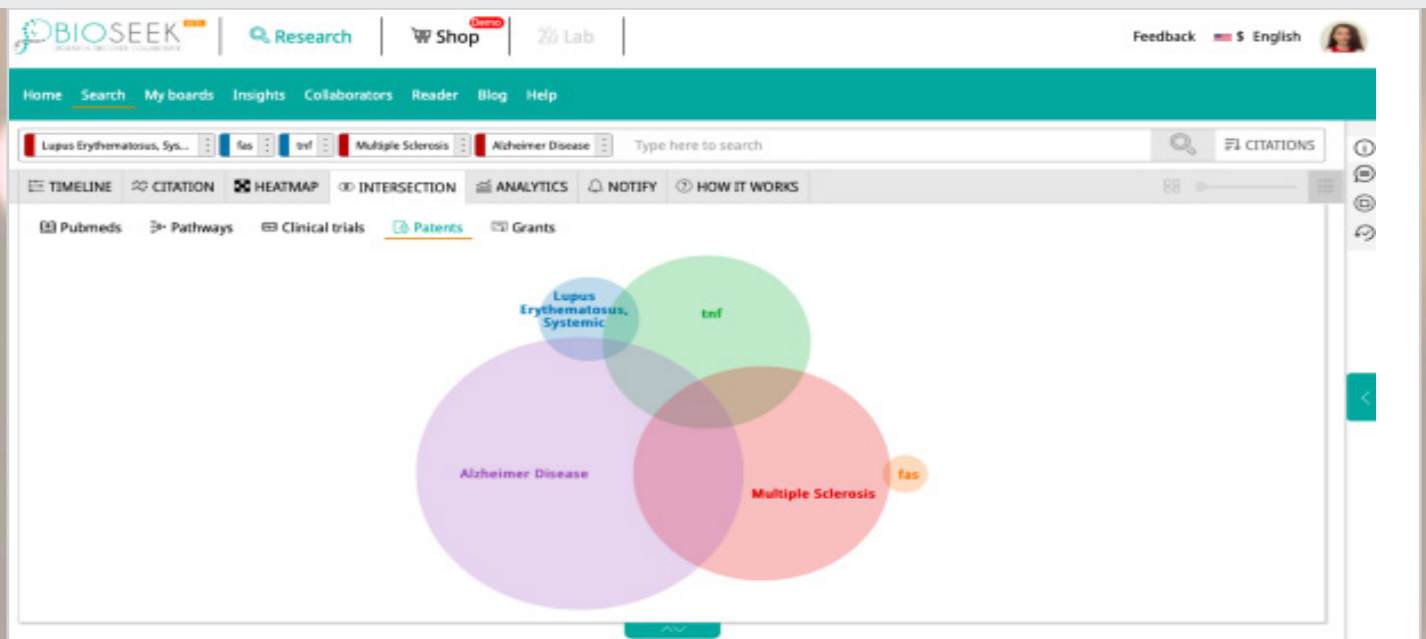 BIOSEEK BETA
Research
Shop
Demo
Lab
Feedback
$ English
Home Search My boards Insights Collaborators Reader Blog Help
Lupus Erythematosus, Sys...
fas
tnf
Multiple Sclerosis
Alzheimer Disease
Type here to search
CITATIONS
TIMELINE
CITATION
HEATMAP
INTERSECTION
ANALYTICS
NOTIFY
HOW IT WORKS
Pubmeds
Pathways
Clinical trials
Patents
Grants
Lupus
Erythematosus,
Systemic
tnf
Alzheimer Disease
Multiple Sclerosis
fas